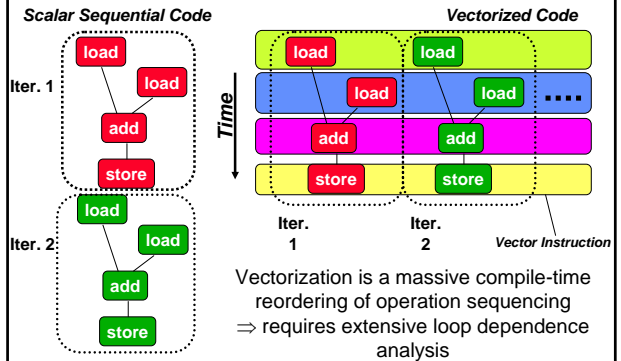 Scalar Sequential Code
Vectorized Code
Iter. 1
load
load
add
store
Iter. 2
load
load
add
store
Time
load
load
load
load
....
add
add
store
store
Iter.
1
Iter.
2
Vector Instruction
Vectorization is a massive compile-time
reordering of operation sequencing
⇒ requires extensive loop dependence
analysis